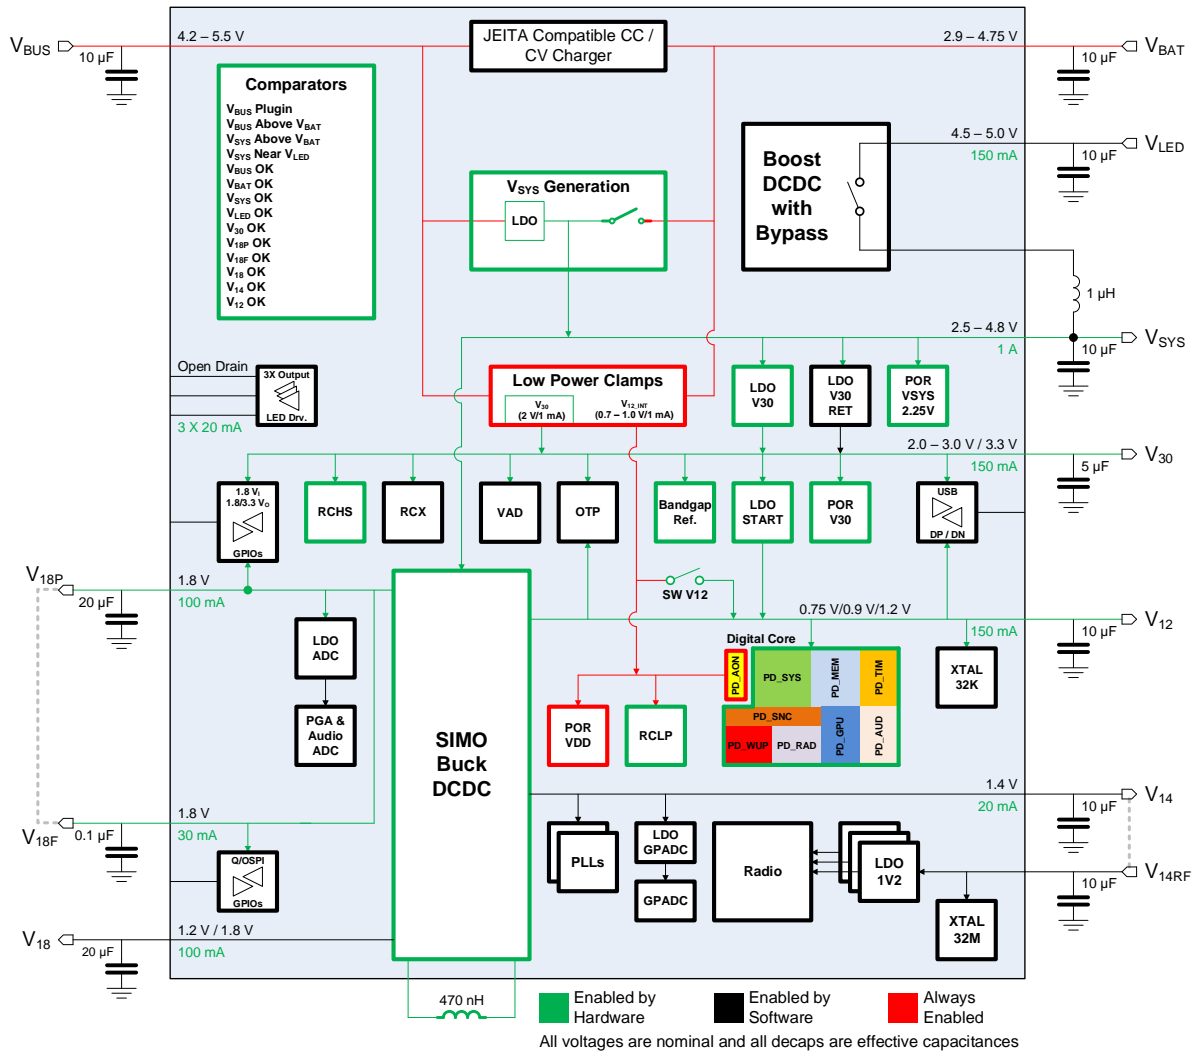 VBUS
4.2 – 5.5 V
10 µF
JEITA Compatible CC /
CV Charger
2.9 – 4.75 V
VBAT
10 µF
Comparators
VBUS Plugin
VBUS Above VBAT
VSYS Above VBAT
VSYS Near VLED
VBUS OK
VBAT OK
VSYS OK
VLED OK
V30 OK
V18P OK
V18F OK
V18 OK
V14 OK
V12 OK
VSYS Generation
LDO
Boost
DCDC
with
Bypass
4.5 – 5.0 V
150 mA
VLED
10 µF
1 µH
2.5 – 4.8 V
1 A
VSYS
10 µF
Open Drain
3 X 20 mA
3X Output
LED Drv.
Low Power Clamps
V30
(2 V/1 mA)
V12_INT
(0.7 – 1.0 V/1 mA)
LDO
V30
LDO
V30
RET
POR
VSYS
2.25V
2.0 – 3.0 V / 3.3 V
150 mA
V30
5 µF
1.8 VI
1.8/3.3 VO
GPIOs
RCHS
RCX
VAD
OTP
Bandgap
Ref.
LDO
START
POR
V30
USB
DP / DN
V18P
1.8 V
100 mA
20 µF
SW V12
0.75 V/0.9 V/1.2 V
150 mA
V12
10 µF
LDO
ADC
PGA &
Audio
ADC
SIMO
Buck
DCDC
Digital Core
PD_AON
PD_SYS
PD_MEM
PD_TIM
PD_SNC
PD_WUP
PD_RAD
PD_GPU
PD_AUD
XTAL
32K
POR
VDD
RCLP
1.4 V
20 mA
V14
10 µF
V18F
1.8 V
30 mA
0.1 µF
Q/OSPI
GPIOs
PLLs
LDO
GPADC
GPADC
Radio
LDO
1V2
V14RF
10 µF
XTAL
32M
V18
1.2 V / 1.8 V
100 mA
20 µF
470 nH
Enabled by
Hardware
Enabled by
Software
Always
Enabled
All voltages are nominal and all decaps are effective capacitances